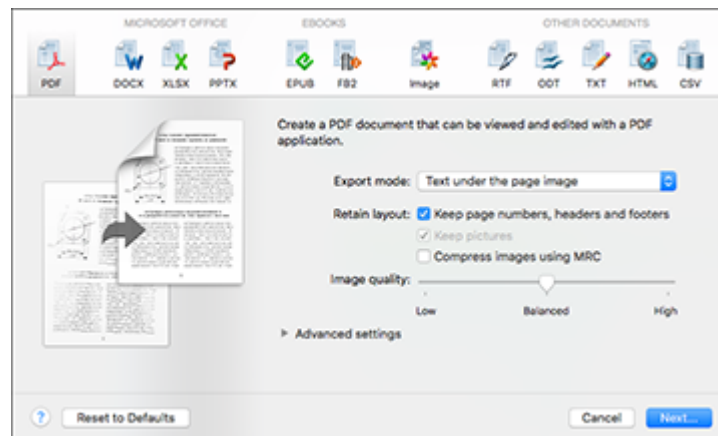 MICROSOFT OFFICE EBOOKS OTHER DOCUMENTS
PDF DOCX XLSX PPTX EPUB FB2 Image RTF ODT TXT HTML CSV
Create a PDF document that can be viewed and edited with a PDF
application.
Export mode: Text under the page image
Retain layout: Keep page numbers, headers and footers
Keep pictures
Compress images using MRC
Image quality:
Low Balanced High
Advanced settings
? Reset to Defaults Cancel Next...